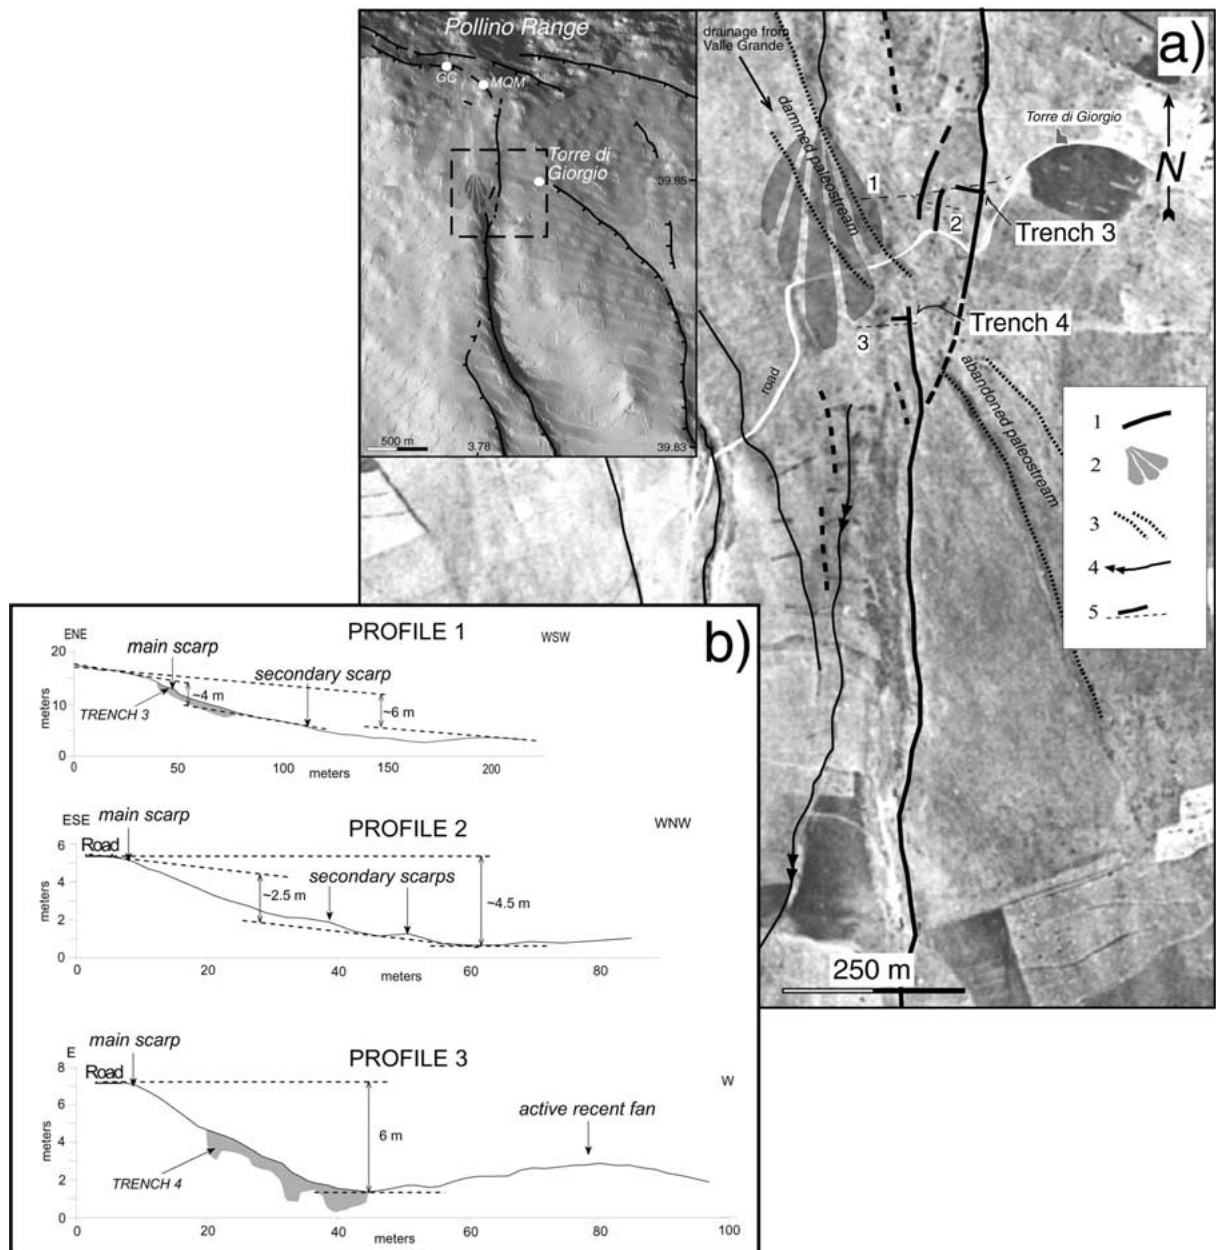 Pollino Range
GC
MQM
Torre di
Giorgio
39.85
500 m
3.78
39.83
a)
drainage from
Valle Grande
dammed paleostream
Torre di Giorgio
N
1
2
Trench 3
Trench 4
3
road
abandoned paleostream
1
2
3
4
5
250 m
b)
PROFILE 1
ENE
WSW
main scarp
secondary scarp
~4 m
~6 m
TRENCH 3
20
10
0
meters
0
50
100
meters
150
200
PROFILE 2
ESE
WNW
main scarp
Road
secondary scarps
~2.5 m
~4.5 m
6
4
2
0
meters
0
20
40
meters
60
80
PROFILE 3
E
W
main scarp
Road
active recent fan
6 m
TRENCH 4
8
6
4
2
0
meters
0
20
40
meters
60
80
100